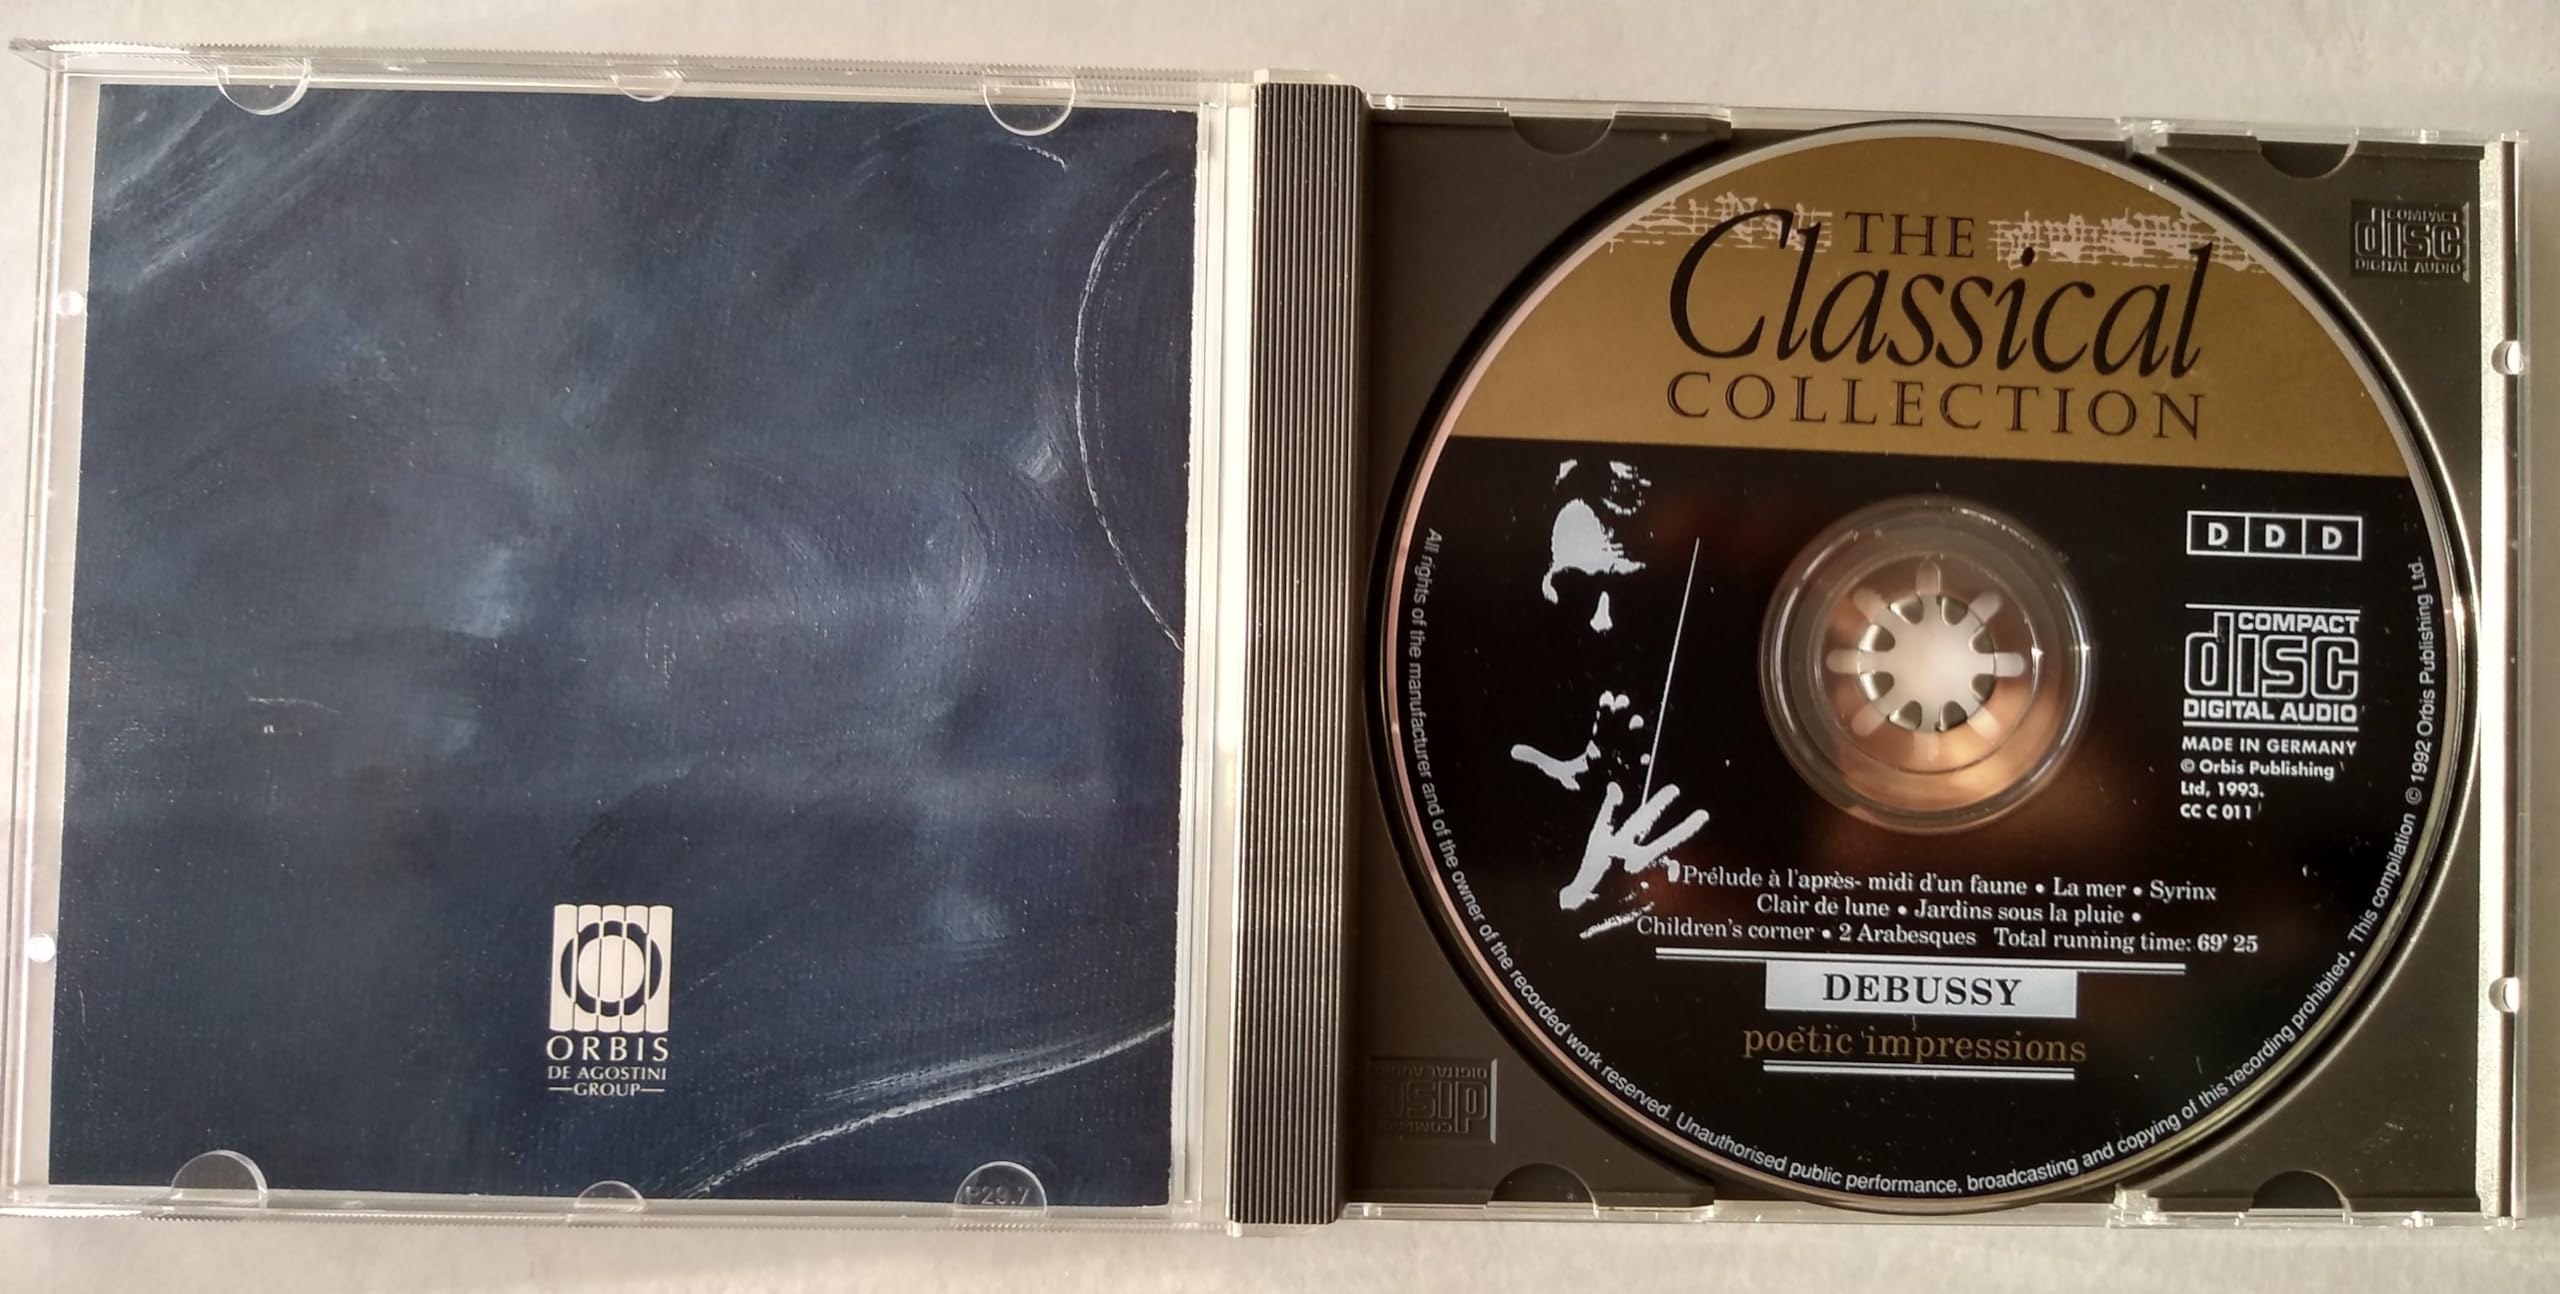 ORBIS
DE AGOSTINI
GROUP
P29.7
THE
Classical
COLLECTION
COMPACT
disc
DIGITAL AUDIO
D D D
COMPACT
disc
DIGITAL AUDIO
MADE IN GERMANY
© Orbis Publishing
Ltd, 1993.
CC C 011
Prélude à l'après- midi d'un faune • La mer • Syrinx
Clair de lune • Jardins sous la pluie •
Children's corner • 2 Arabesques Total running time: 69' 25
DEBUSSY
poetic impressions
All rights of the manufacturer and of the owner of the recorded work reserved. Unauthorised public performance, broadcasting and copying of this recording prohibited. This compilation © 1992 Orbis Publishing Ltd.
COMPACT
disc
DIGITAL AUDIO